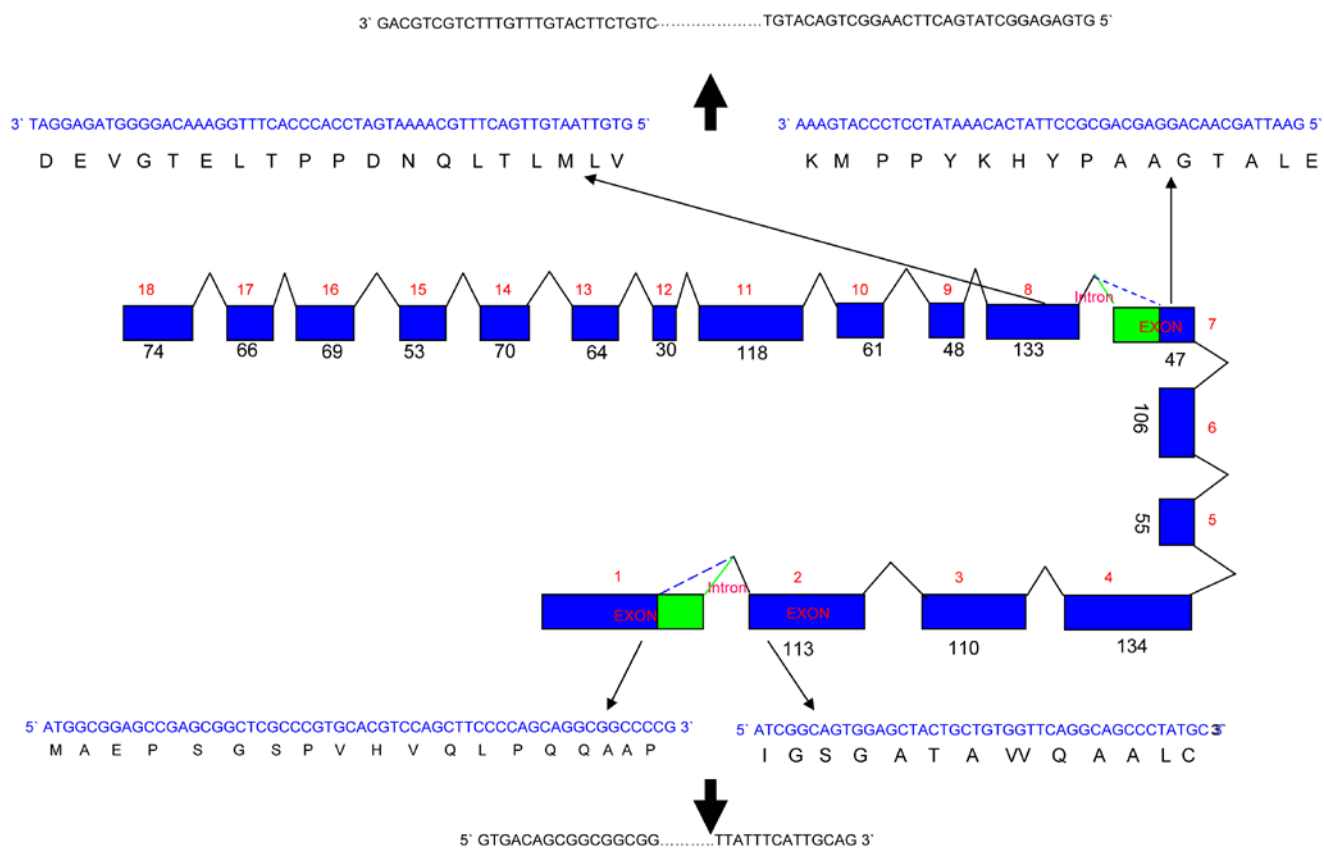 3` GACGTCGTCTTTGTTTGTACTTCTGTC.....................TGTACAGTCGGAACTTCAGTATCGGAGAGTG 5`
3` TAGGAGATGGGGACAAAGGTTTCACCCACCTAGTAAAACGTTTCAGTTGTAATTGTG 5`
3` AAAGTACCCTCCTATAAACACTATTCCGCGACGAGGACAACGATTAAG 5`
D E V G T E L T P P D N Q L T L M L V
K M P P Y K H Y P A A G T A L E
18 17 16 15 14 13 12 11 10 9 8 Intron
EXON 7
74 66 69 53 70 64 30 118 61 48 133 47
106 6
55 5
1 Intron 2 3 4
EXON EXON
113 110 134
5` ATGGCGGAGCCGAGCGGCTCGCCCGTGCACGTCCAGCTTCCCCAGCAGGCGGCCCCG 3`
M A E P S G S P V H V Q L P Q Q A A P
5` ATCGGCAGTGGAGCTACTGCTGTGGTTCAGGCAGCCCTATGC 3`
I G S G A T A VV Q A A L C
5` GTGACAGCGGCGGCGG............TTATTTCATTGCAG 3`